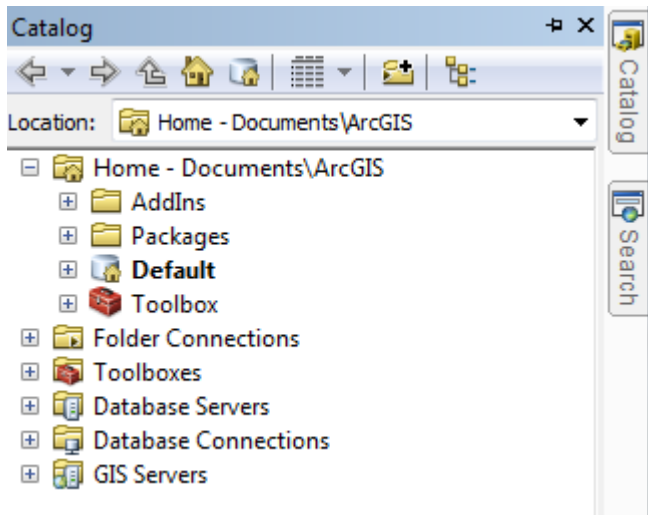 Catalog
Location: Home - Documents\ArcGIS
Home - Documents\ArcGIS
AddIns
Packages
Default
Toolbox
Folder Connections
Toolboxes
Database Servers
Database Connections
GIS Servers
Catalog
Search